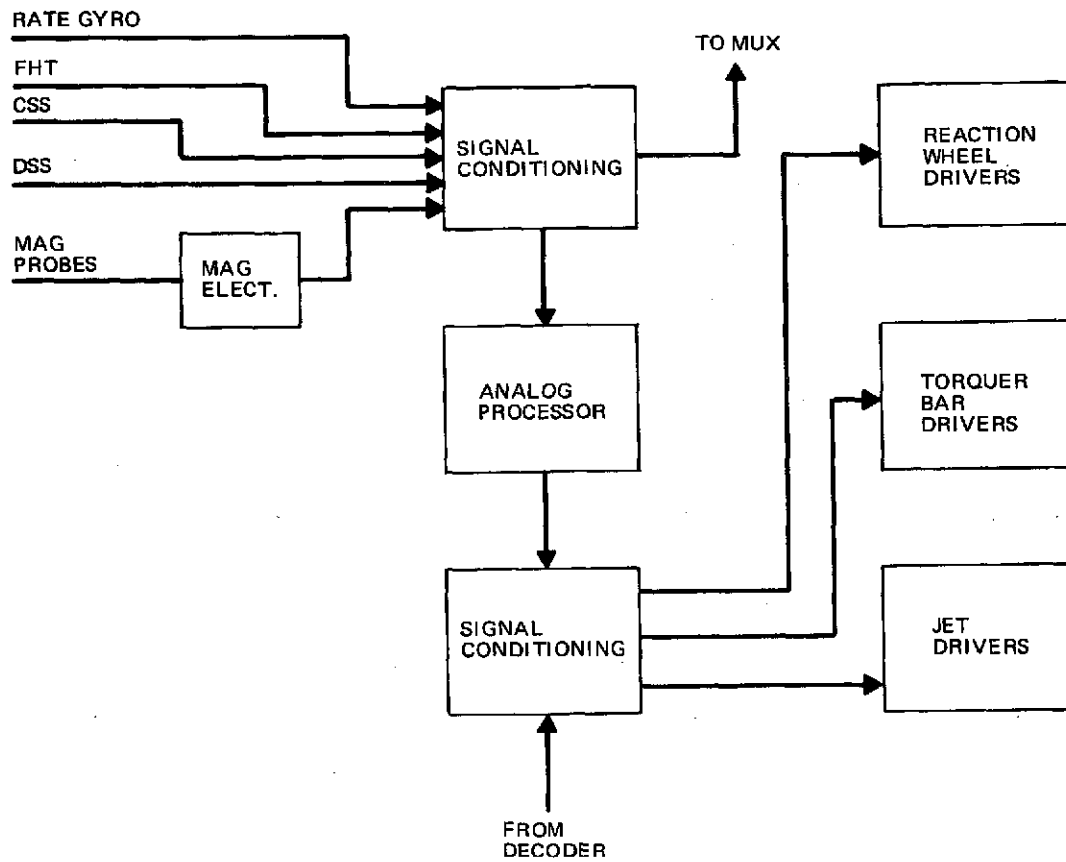 RATE GYRO
FHT
CSS
DSS
MAG
PROBES
MAG
ELECT.
SIGNAL
CONDITIONING
TO MUX
REACTION
WHEEL
DRIVERS
ANALOG
PROCESSOR
TORQUER
BAR
DRIVERS
SIGNAL
CONDITIONING
JET
DRIVERS
FROM
DECODER